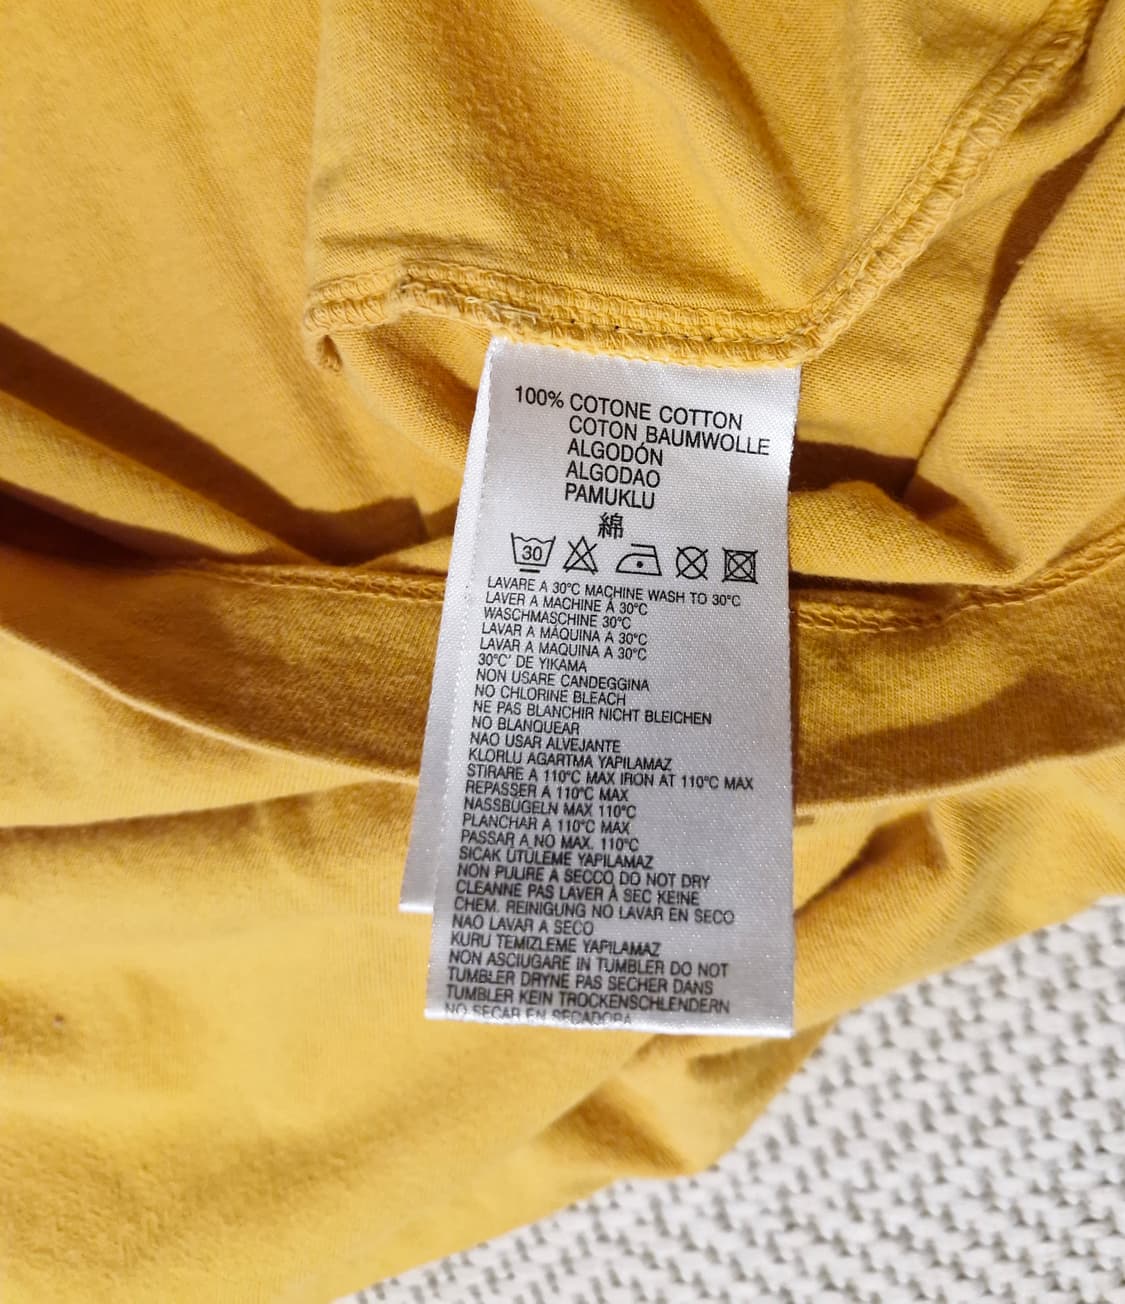 100% COTONE COTTON
COTON BAUMWOLLE
ALGODÓN
ALGODAO
PAMUKLU
綿
30
LAVARE A 30°C MACHINE WASH TO 30°C
LAVER A MACHINE Á 30°C
WASCHMASCHINE 30°C
LAVAR A MÁQUINA A 30°C
LAVAR A MAQUINA A 30°C
30°C' DE YIKAMA
NON USARE CANDEGGINA
NO CHLORINE BLEACH
NE PAS BLANCHIR NICHT BLEICHEN
NO BLANQUEAR
NAO USAR ALVEJANTE
KLORLU AGARTMA YAPILAMAZ
STIRARE A 110°C MAX IRON AT 110°C MAX
REPASSER A 110°C MAX
NASSBÜGELN MAX 110°C
PLANCHAR A 110°C MAX
PASSAR A NO MAX. 110°C
SICAK ÜTÜLEME YAPILAMAZ
NON PULIRE A SECCO DO NOT DRY
CLEANNE PAS LAVER À SEC KEINE
CHEM. REINIGUNG NO LAVAR EN SECO
NAO LAVAR A SECO
KURU TEMIZLEME YAPILAMAZ
NON ASCIUGARE IN TUMBLER DO NOT
TUMBLER DRYNE PAS SECHER DANS
TUMBLER KEIN TROCKENSCHLENDERN
NO SECAR EN SECADORA